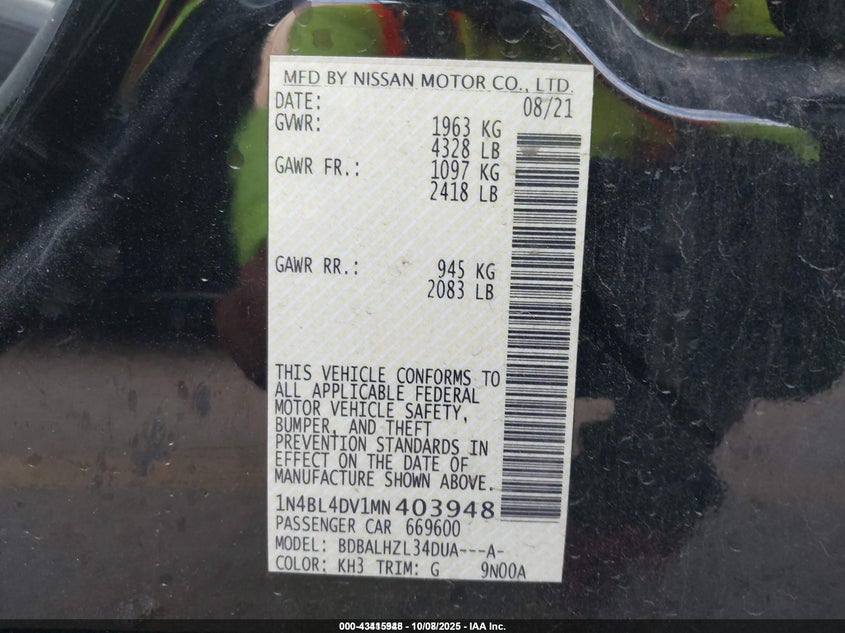 MFD BY NISSAN MOTOR CO., LTD.
DATE: 08/21
GVWR: 1963 KG
4328 LB
GAWR FR.: 1097 KG
2418 LB
GAWR RR.: 945 KG
2083 LB
THIS VEHICLE CONFORMS TO
ALL APPLICABLE FEDERAL
MOTOR VEHICLE SAFETY,
BUMPER, AND THEFT
PREVENTION STANDARDS IN
EFFECT ON THE DATE OF
MANUFACTURE SHOWN ABOVE.
1N4BL4DV1MN403948
PASSENGER CAR 669600
MODEL: BDBALHZL34DUA---A-
COLOR: KH3 TRIM: G 9N00A
IAA Inc.